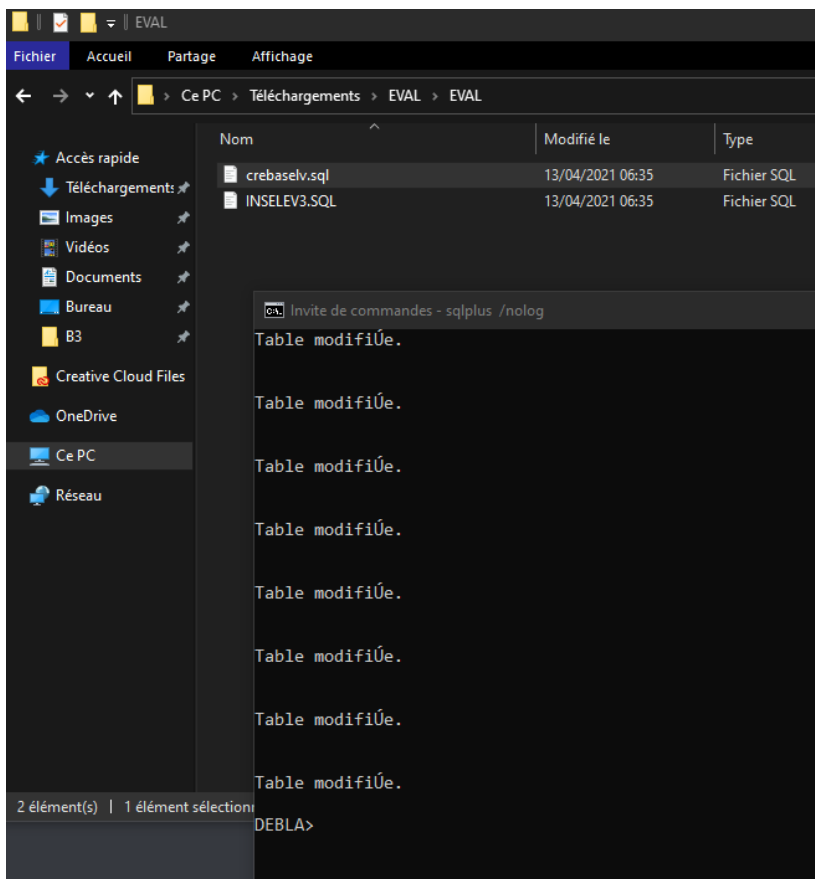 EVAL
Fichier Accueil Partage Affichage
Ce PC > Téléchargements > EVAL > EVAL
Nom Modifié le Type
Accès rapide
crebaselv.sql 13/04/2021 06:35 Fichier SQL
Téléchargements
INSELEV3.SQL 13/04/2021 06:35 Fichier SQL
Images
Vidéos
Documents
Bureau
B3
Creative Cloud Files
OneDrive
Ce PC
Réseau
Invite de commandes - sqlplus /nolog
Table modifiÚe.
Table modifiÚe.
Table modifiÚe.
Table modifiÚe.
Table modifiÚe.
Table modifiÚe.
Table modifiÚe.
Table modifiÚe.
2 élément(s) | 1 élément sélectionn
DEBLA>